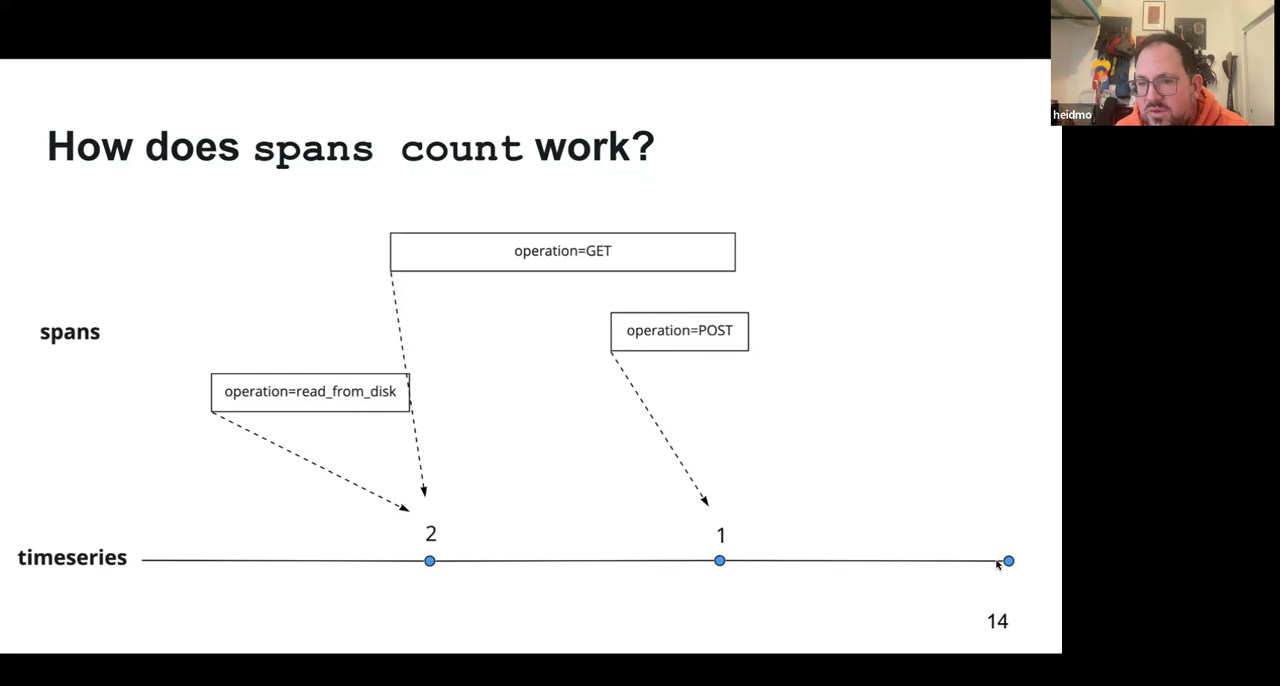 heidmo
How does spans count work?
operation=GET
spans
operation=POST
operation=read_from_disk
2
1
timeseries
14